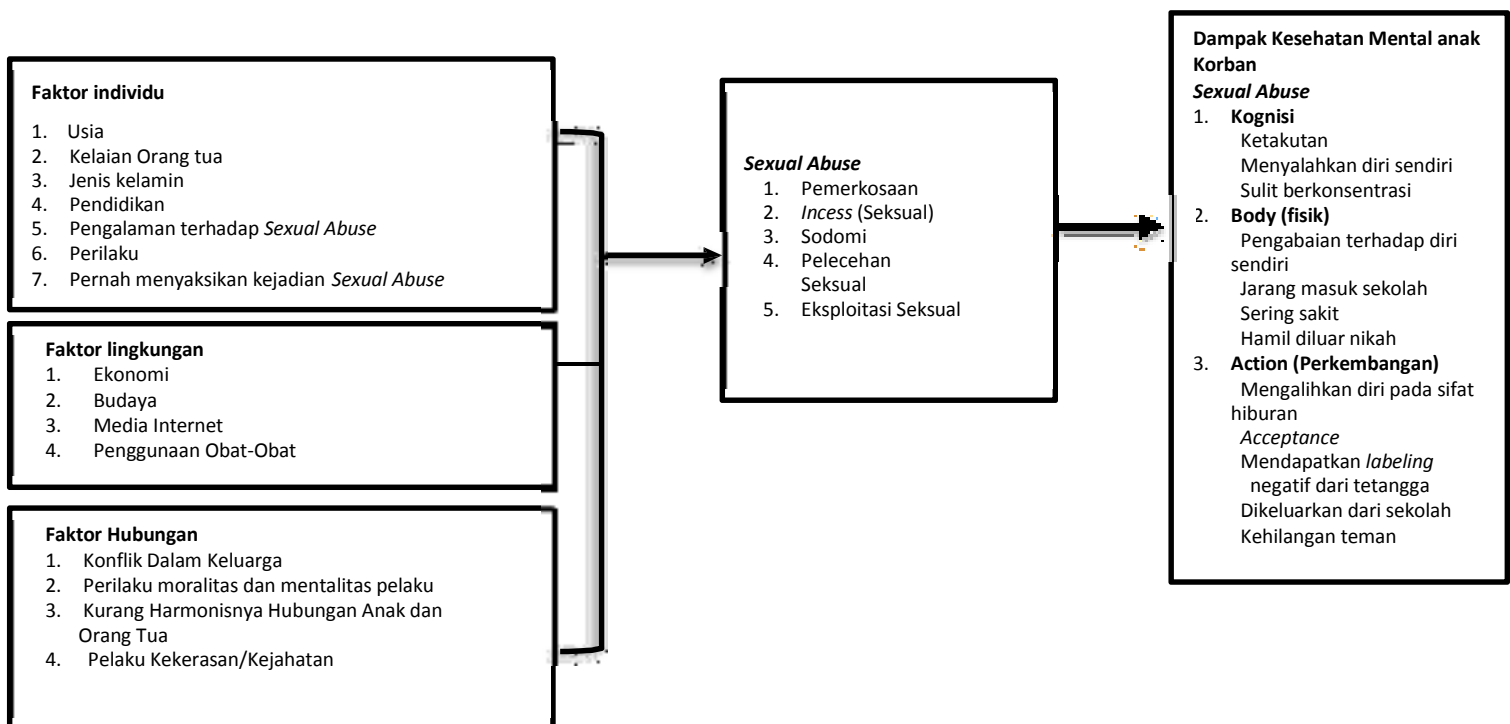 Faktor individu
1. Usia
2. Kelaian Orang tua
3. Jenis kelamin
4. Pendidikan
5. Pengalaman terhadap Sexual Abuse
6. Perilaku
7. Pernah menyaksikan kejadian Sexual Abuse
Faktor lingkungan
1. Ekonomi
2. Budaya
3. Media Internet
4. Penggunaan Obat-Obat
Faktor Hubungan
1. Konflik Dalam Keluarga
2. Perilaku moralitas dan mentalitas pelaku
3. Kurang Harmonisnya Hubungan Anak dan
Orang Tua
4. Pelaku Kekerasan/Kejahatan
Sexual Abuse
1. Pemerkosaan
2. Incess (Seksual)
3. Sodomi
4. Pelecehan
Seksual
5. Eksploitasi Seksual
Dampak Kesehatan Mental anak
Korban
Sexual Abuse
1. Kognisi
Ketakutan
Menyalahkan diri sendiri
Sulit berkonsentrasi
2. Body (fisik)
Pengabaian terhadap diri
sendiri
Jarang masuk sekolah
Sering sakit
Hamil diluar nikah
3. Action (Perkembangan)
Mengalihkan diri pada sifat
hiburan
Acceptance
Mendapatkan labeling
negatif dari tetangga
Dikeluarkan dari sekolah
Kehilangan teman